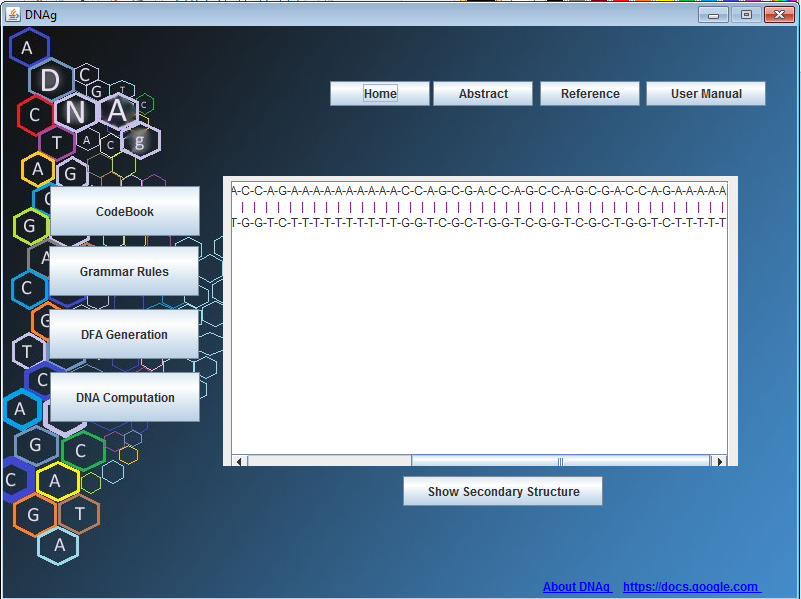 DNAg
A
D C G T
C N A C
T A C g
A G
C
G
A
C
G
T
C
A
G C
C A
G T
A
Home
Abstract
Reference
User Manual
CodeBook
Grammar Rules
DFA Generation
DNA Computation
A-C-C-A-G-A-A-A-A-A-A-A-A-A-A-C-C-A-G-C-G-A-C-C-A-G-C-C-A-G-C-G-A-C-C-A-G-A-A-A-A-A
T-G-G-T-C-T-T-T-T-T-T-T-T-T-T-G-G-T-C-G-C-T-G-G-T-C-G-G-T-C-G-C-T-G-G-T-C-T-T-T-T-T
Show Secondary Structure
About DNAg
https://docs.google.com